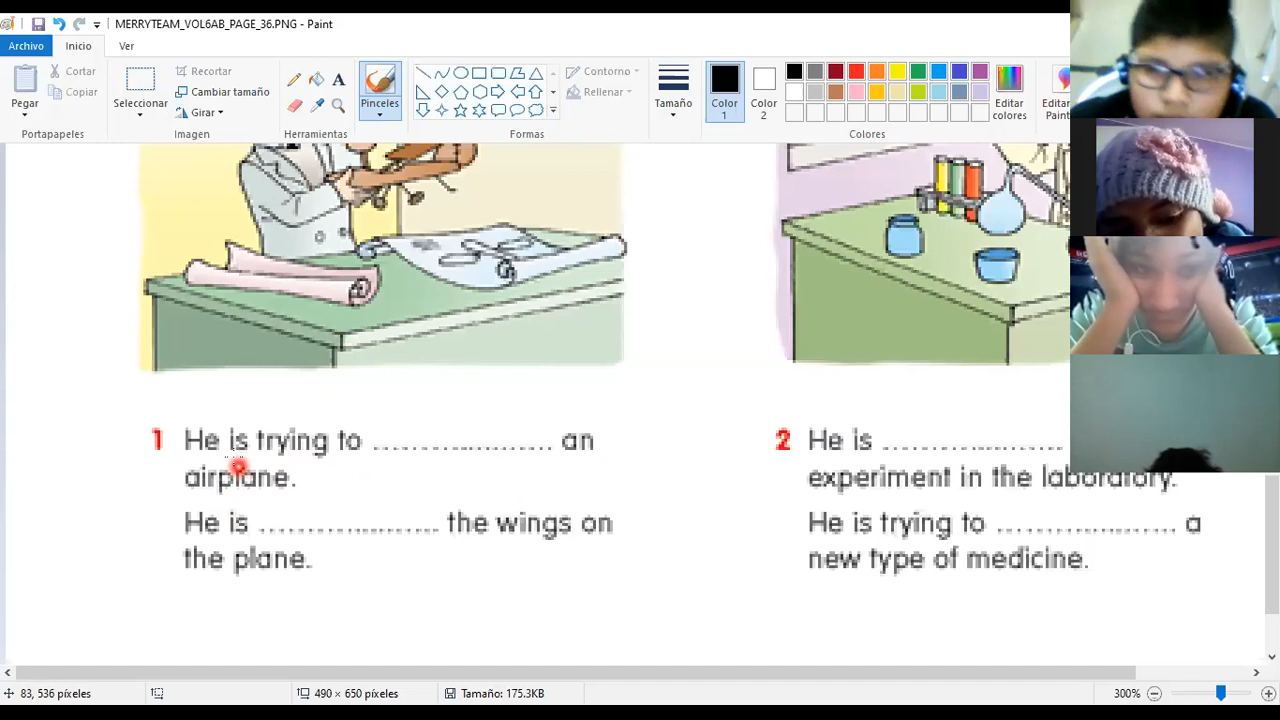 MERRYTEAM_VOL6AB_PAGE_36.PNG - Paint
Archivo Inicio Ver
Pegar
Cortar
Copiar
Portapapeles
Seleccionar
Recortar
Cambiar tamaño
Girar
Imagen
A
Herramientas
Pinceles
Contorno
Rellenar
Formas
Tamaño
Color
1
Color
2
Editar
colores
Editar
Colores
1 He is trying to .................... an
airplane.
He is .................... the wings on
the plane.
2 He is ....................
experiment in the laboratory.
He is trying to .................... a
new type of medicine.
83, 536 píxeles
490 × 650 píxeles
Tamaño: 175.3KB
300%